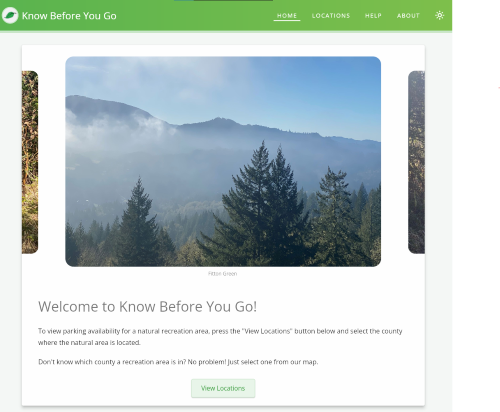 Know Before You Go
HOME LOCATIONS HELP ABOUT
Fitton Green
Welcome to Know Before You Go!
To view parking availability for a natural recreation area, press the "View Locations" button below and select the county
where the natural area is located.
Don't know which county a recreation area is in? No problem! Just select one from our map.
View Locations